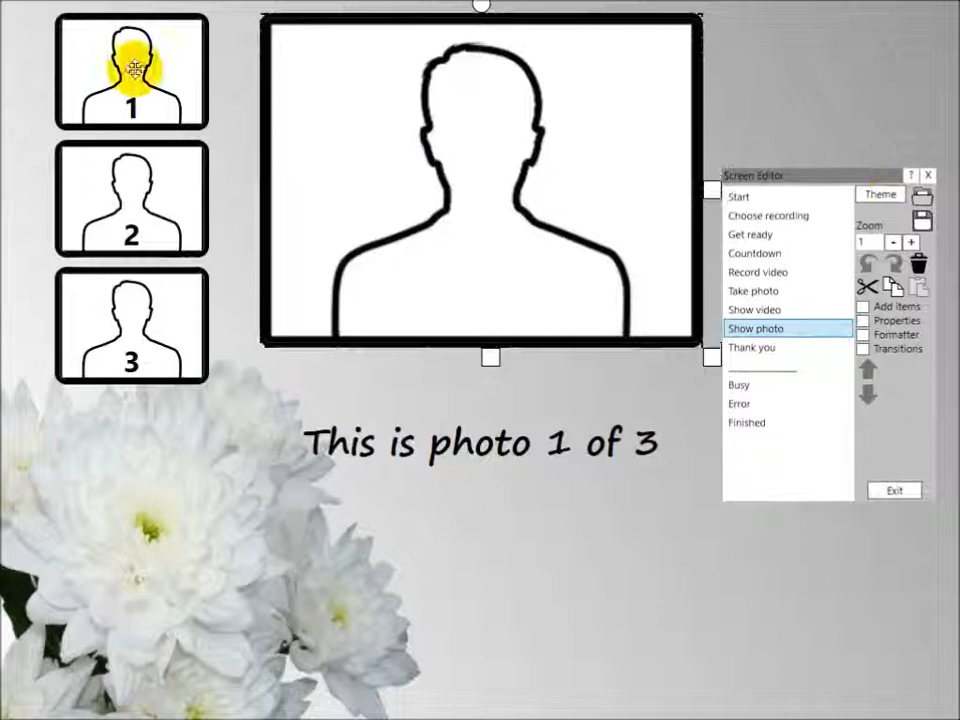 1
2
3
This is photo 1 of 3
Screen Editor
? X
Start
Choose recording
Get ready
Countdown
Record video
Take photo
Show video
Show photo
Thank you
Busy
Error
Finished
Theme
Zoom
1 - +
Add items
Properties
Formatter
Transitions
Exit